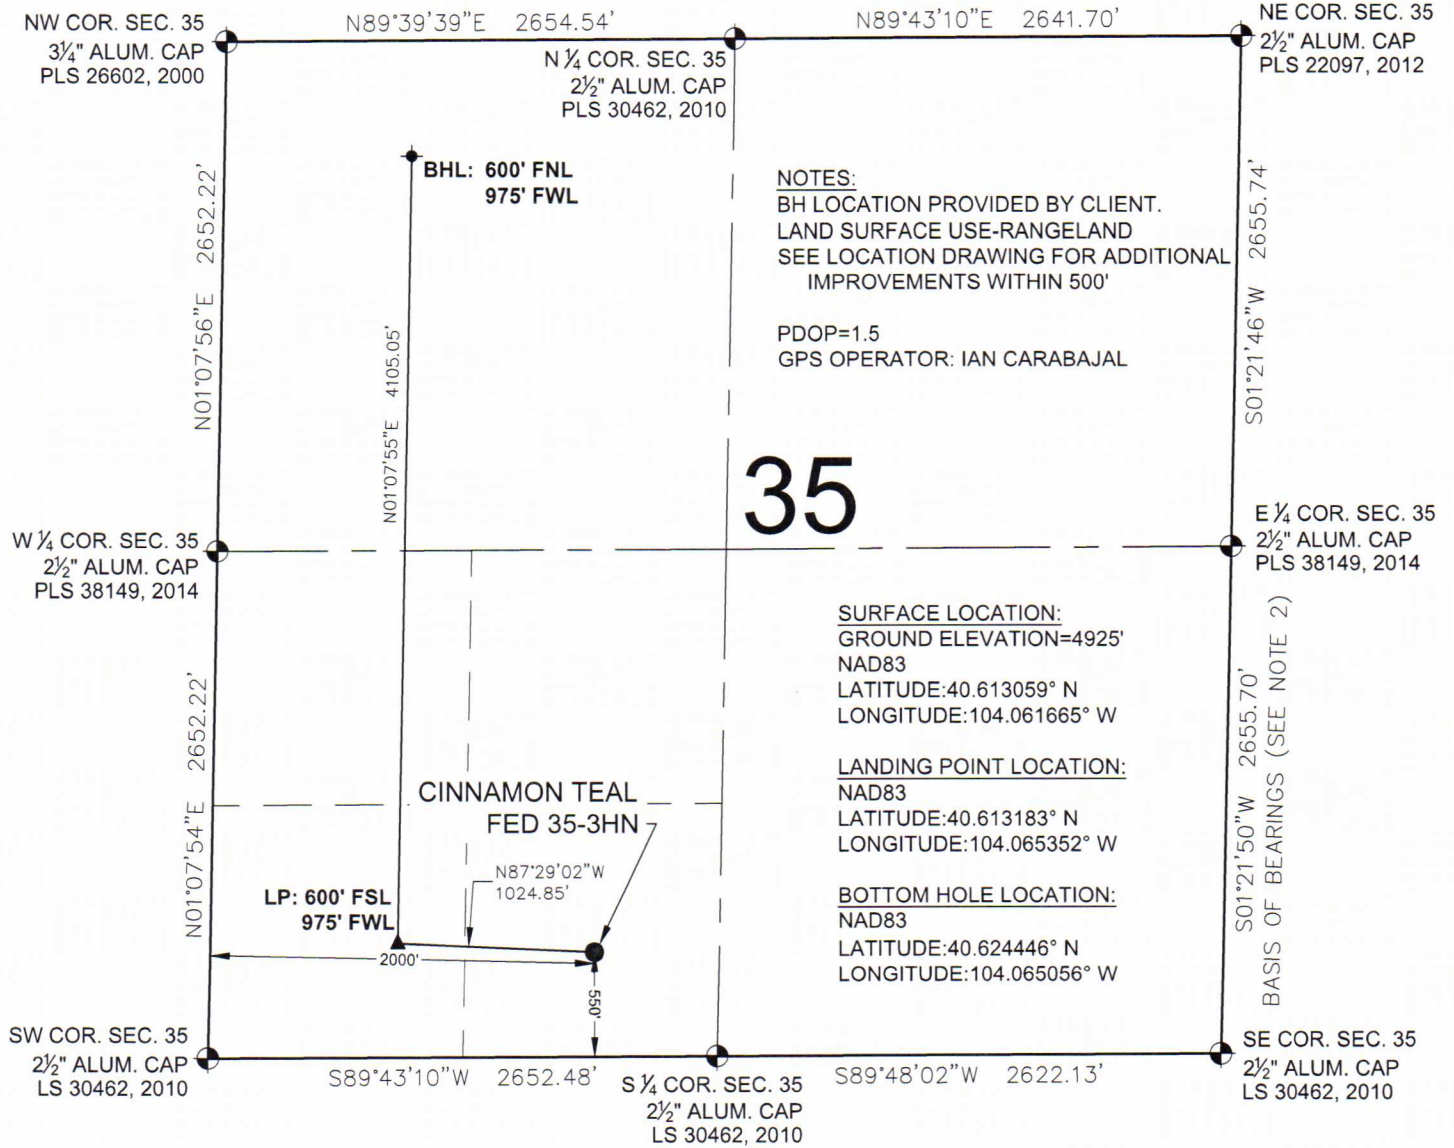 NW COR. SEC. 35
3¼" ALUM. CAP
PLS 26602, 2000
N89°39'39"E 2654.54'
N ¼ COR. SEC. 35
2½" ALUM. CAP
PLS 30462, 2010
N89°43'10"E 2641.70'
NE COR. SEC. 35
2½" ALUM. CAP
PLS 22097, 2012
BHL: 600' FNL
975' FWL
NOTES:
BH LOCATION PROVIDED BY CLIENT.
LAND SURFACE USE-RANGELAND
SEE LOCATION DRAWING FOR ADDITIONAL
IMPROVEMENTS WITHIN 500'
PDOP=1.5
GPS OPERATOR: IAN CARABAJAL
N01°07'56"E 2652.22'
N01°07'55"E 4105.05'
S01°21'46"W 2655.74'
35
W ¼ COR. SEC. 35
2½" ALUM. CAP
PLS 38149, 2014
E ¼ COR. SEC. 35
2½" ALUM. CAP
PLS 38149, 2014
SURFACE LOCATION:
GROUND ELEVATION=4925'
NAD83
LATITUDE:40.613059° N
LONGITUDE:104.061665° W
LANDING POINT LOCATION:
NAD83
LATITUDE:40.613183° N
LONGITUDE:104.065352° W
BOTTOM HOLE LOCATION:
NAD83
LATITUDE:40.624446° N
LONGITUDE:104.065056° W
N01°07'54"E 2652.22'
CINNAMON TEAL
FED 35-3HN
N87°29'02"W
1024.85'
LP: 600' FSL
975' FWL
2000'
550'
S01°21'50"W 2655.70'
BASIS OF BEARINGS (SEE NOTE 2)
SW COR. SEC. 35
2½" ALUM. CAP
LS 30462, 2010
S89°43'10"W 2652.48'
S ¼ COR. SEC. 35
2½" ALUM. CAP
LS 30462, 2010
S89°48'02"W 2622.13'
SE COR. SEC. 35
2½" ALUM. CAP
LS 30462, 2010